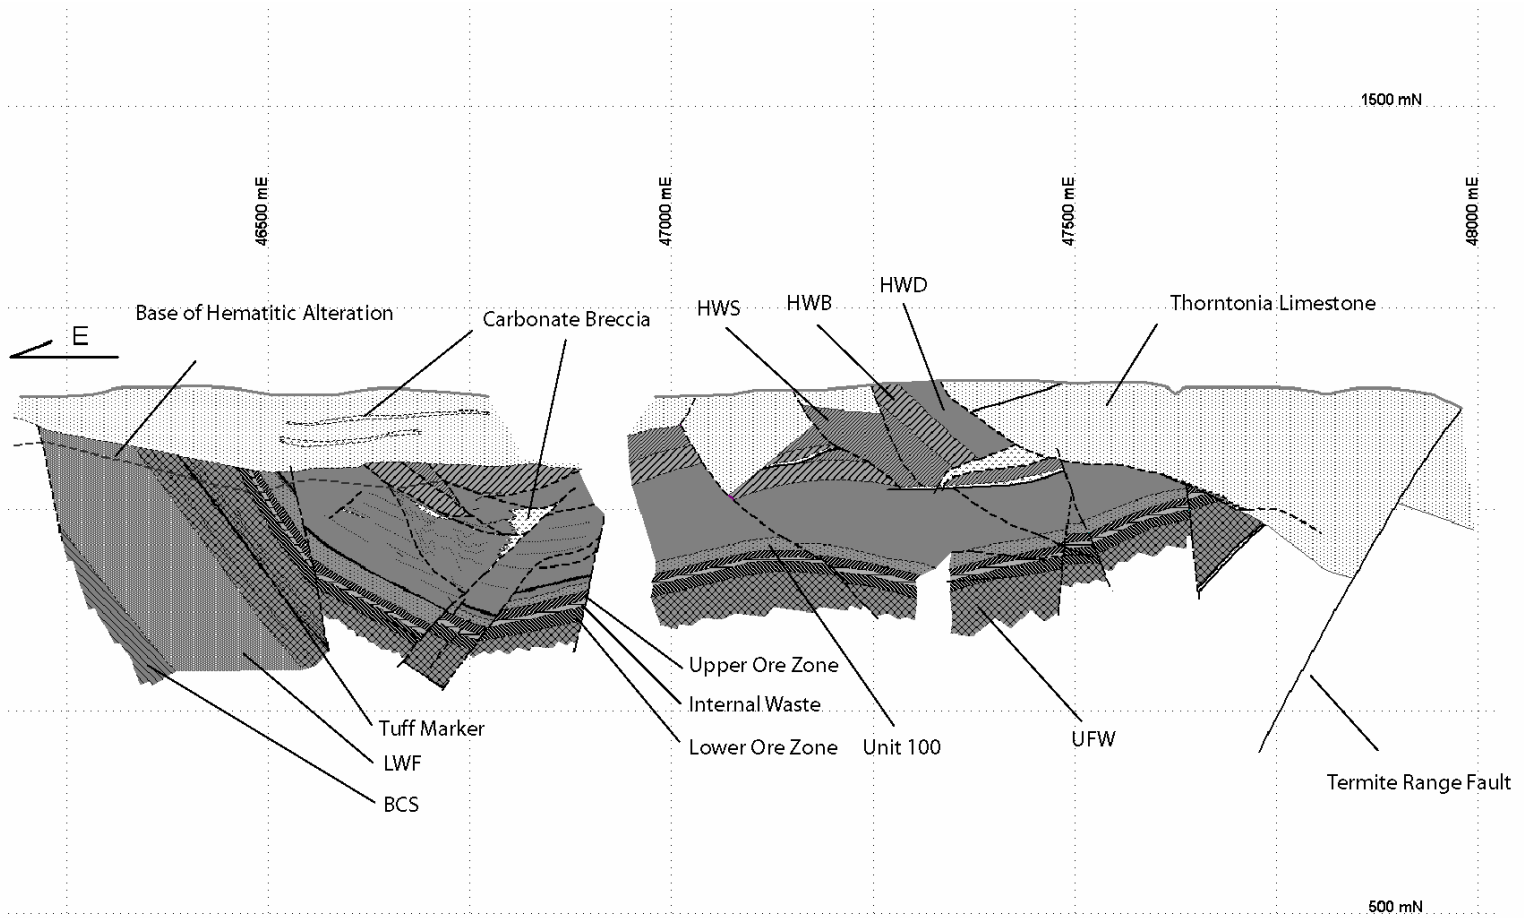 1500 mN
46500 mE
47000 mE
47500 mE
48000 mE
HWD
HWS
HWB
Thorntonia Limestone
Base of Hematitic Alteration
Carbonate Breccia
E
Upper Ore Zone
Internal Waste
Tuff Marker
Lower Ore Zone
Unit 100
UFW
LWF
Termite Range Fault
BCS
500 mN